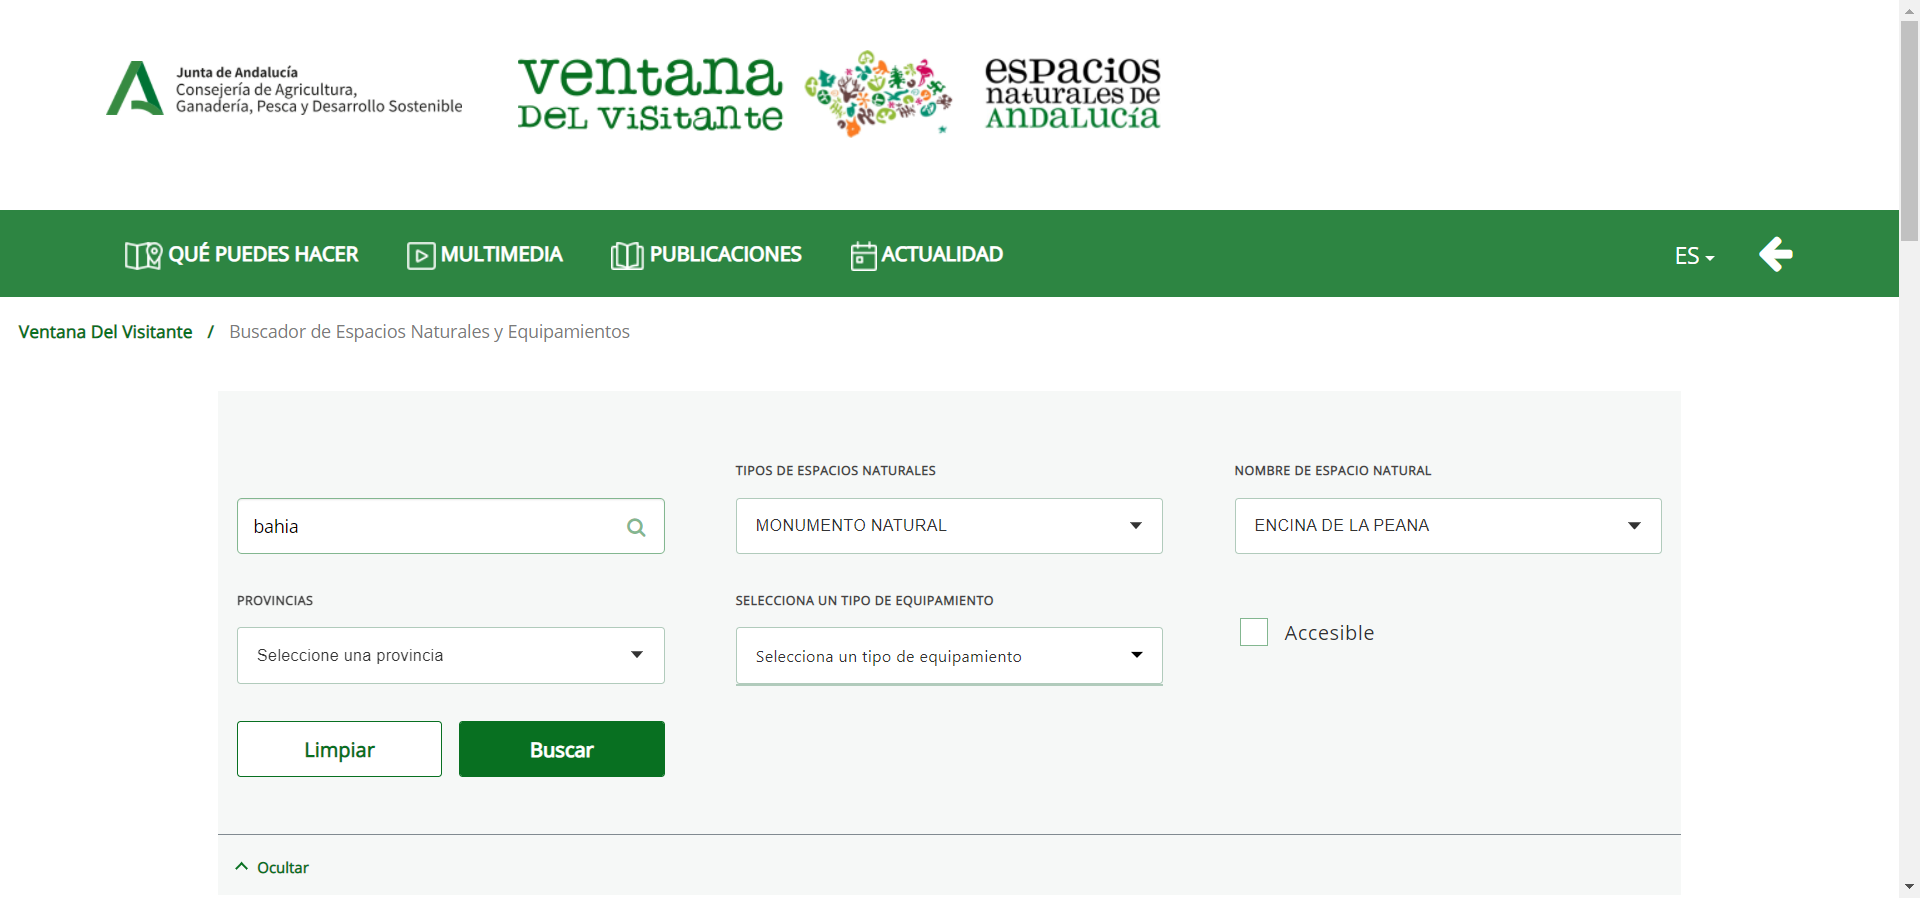 Junta de Andalucía
Consejería de Agricultura,
Ganadería, Pesca y Desarrollo Sostenible
ventana
DEL VISITANTE
ESPACIOS
NATURALES DE
ANDALUCÍA
QUÉ PUEDES HACER
MULTIMEDIA
PUBLICACIONES
ACTUALIDAD
ES
Ventana Del Visitante / Buscador de Espacios Naturales y Equipamientos
TIPOS DE ESPACIOS NATURALES
NOMBRE DE ESPACIO NATURAL
bahia
MONUMENTO NATURAL
ENCINA DE LA PEANA
PROVINCIAS
SELECCIONA UN TIPO DE EQUIPAMIENTO
Seleccione una provincia
Selecciona un tipo de equipamiento
Accesible
Limpiar
Buscar
Ocultar